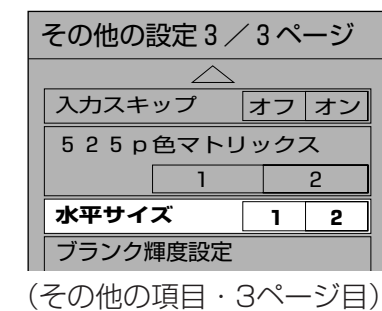 その他の設定3／3ページ
入力スキップ オフ オン
５２５ｐ色マトリックス
1 2
水平サイズ 1 2
ブランク輝度設定
(その他の項目・3ページ目)